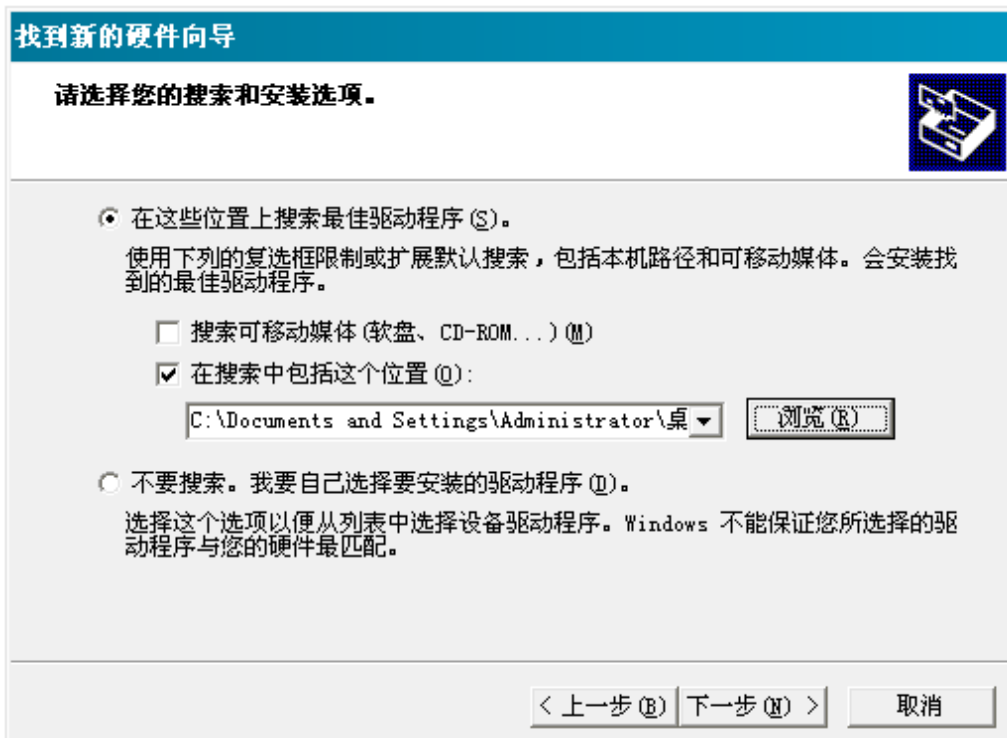 找到新的硬件向导
请选择您的搜索和安装选项。
在这些位置上搜索最佳驱动程序(S)。
使用下列的复选框限制或扩展默认搜索，包括本机路径和可移动媒体。会安装找
到的最佳驱动程序。
搜索可移动媒体(软盘、CD-ROM...)(M)
在搜索中包括这个位置(O):
C:\Documents and Settings\Administrator\桌
浏览(R)
不要搜索。我要自己选择要安装的驱动程序(D)。
选择这个选项以便从列表中选择设备驱动程序。Windows 不能保证您所选择的驱
动程序与您的硬件最匹配。
< 上一步(B) 下一步(N) > 取消